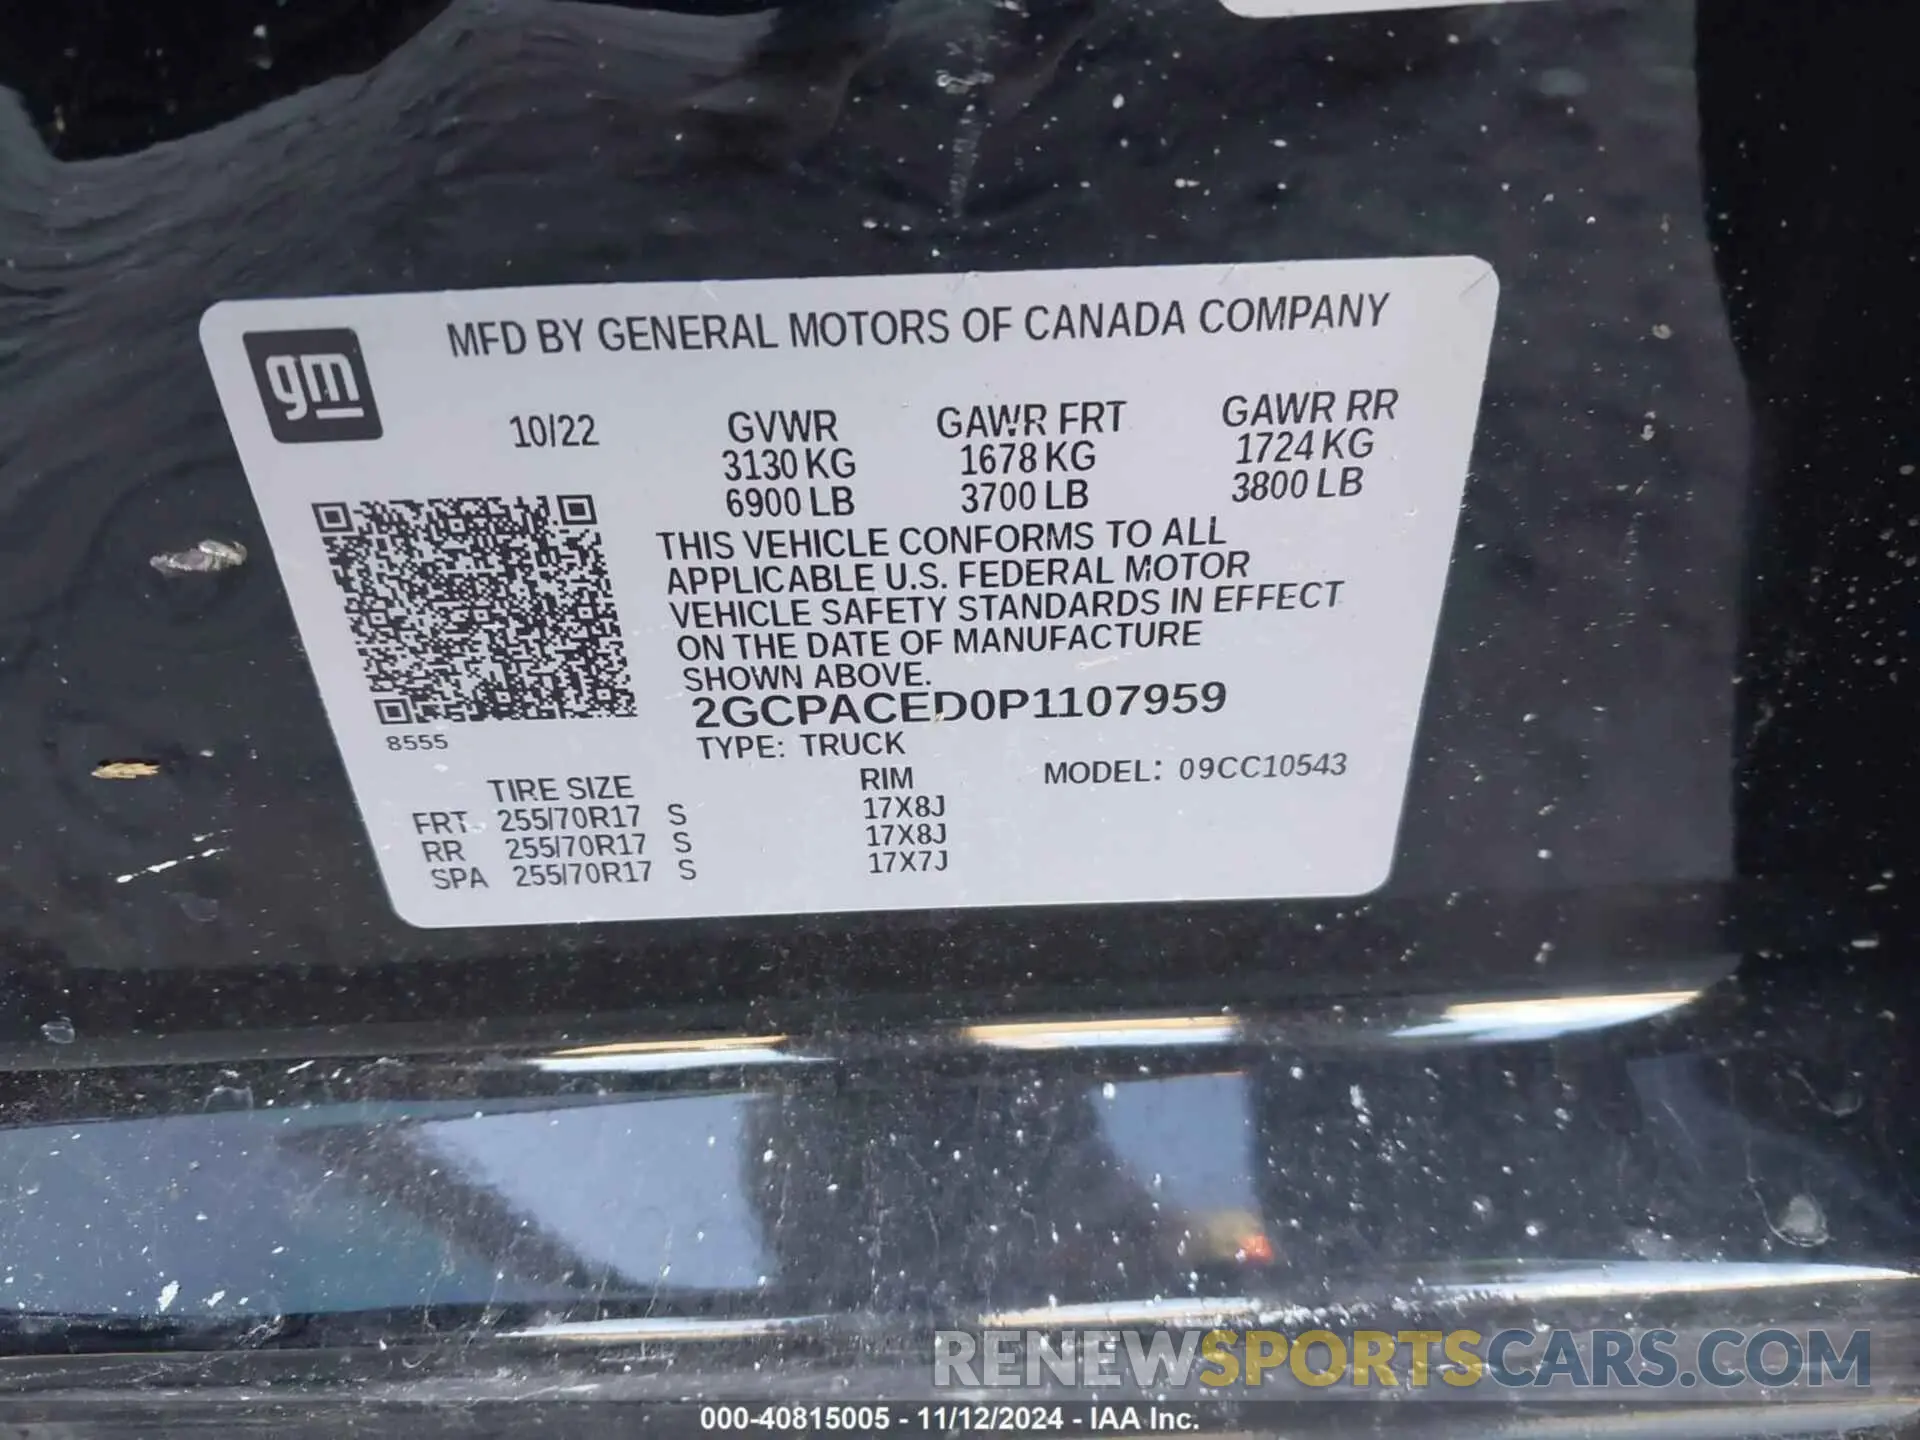 gm
MFD BY GENERAL MOTORS OF CANADA COMPANY
10/22 GVWR GAWR FRT GAWR RR
3130 KG 1678 KG 1724 KG
6900 LB 3700 LB 3800 LB
THIS VEHICLE CONFORMS TO ALL
APPLICABLE U.S. FEDERAL MOTOR
VEHICLE SAFETY STANDARDS IN EFFECT
ON THE DATE OF MANUFACTURE
SHOWN ABOVE.
2GCPACED0P1107959
8555
TYPE: TRUCK
TIRE SIZE RIM MODEL: 09CC10543
FRT 255/70R17 S 17X8J
RR 255/70R17 S 17X8J
SPA 255/70R17 S 17X7J
RENEWSPORTSCARS.COM
000-40815005 - 11/12/2024 - IAA Inc.